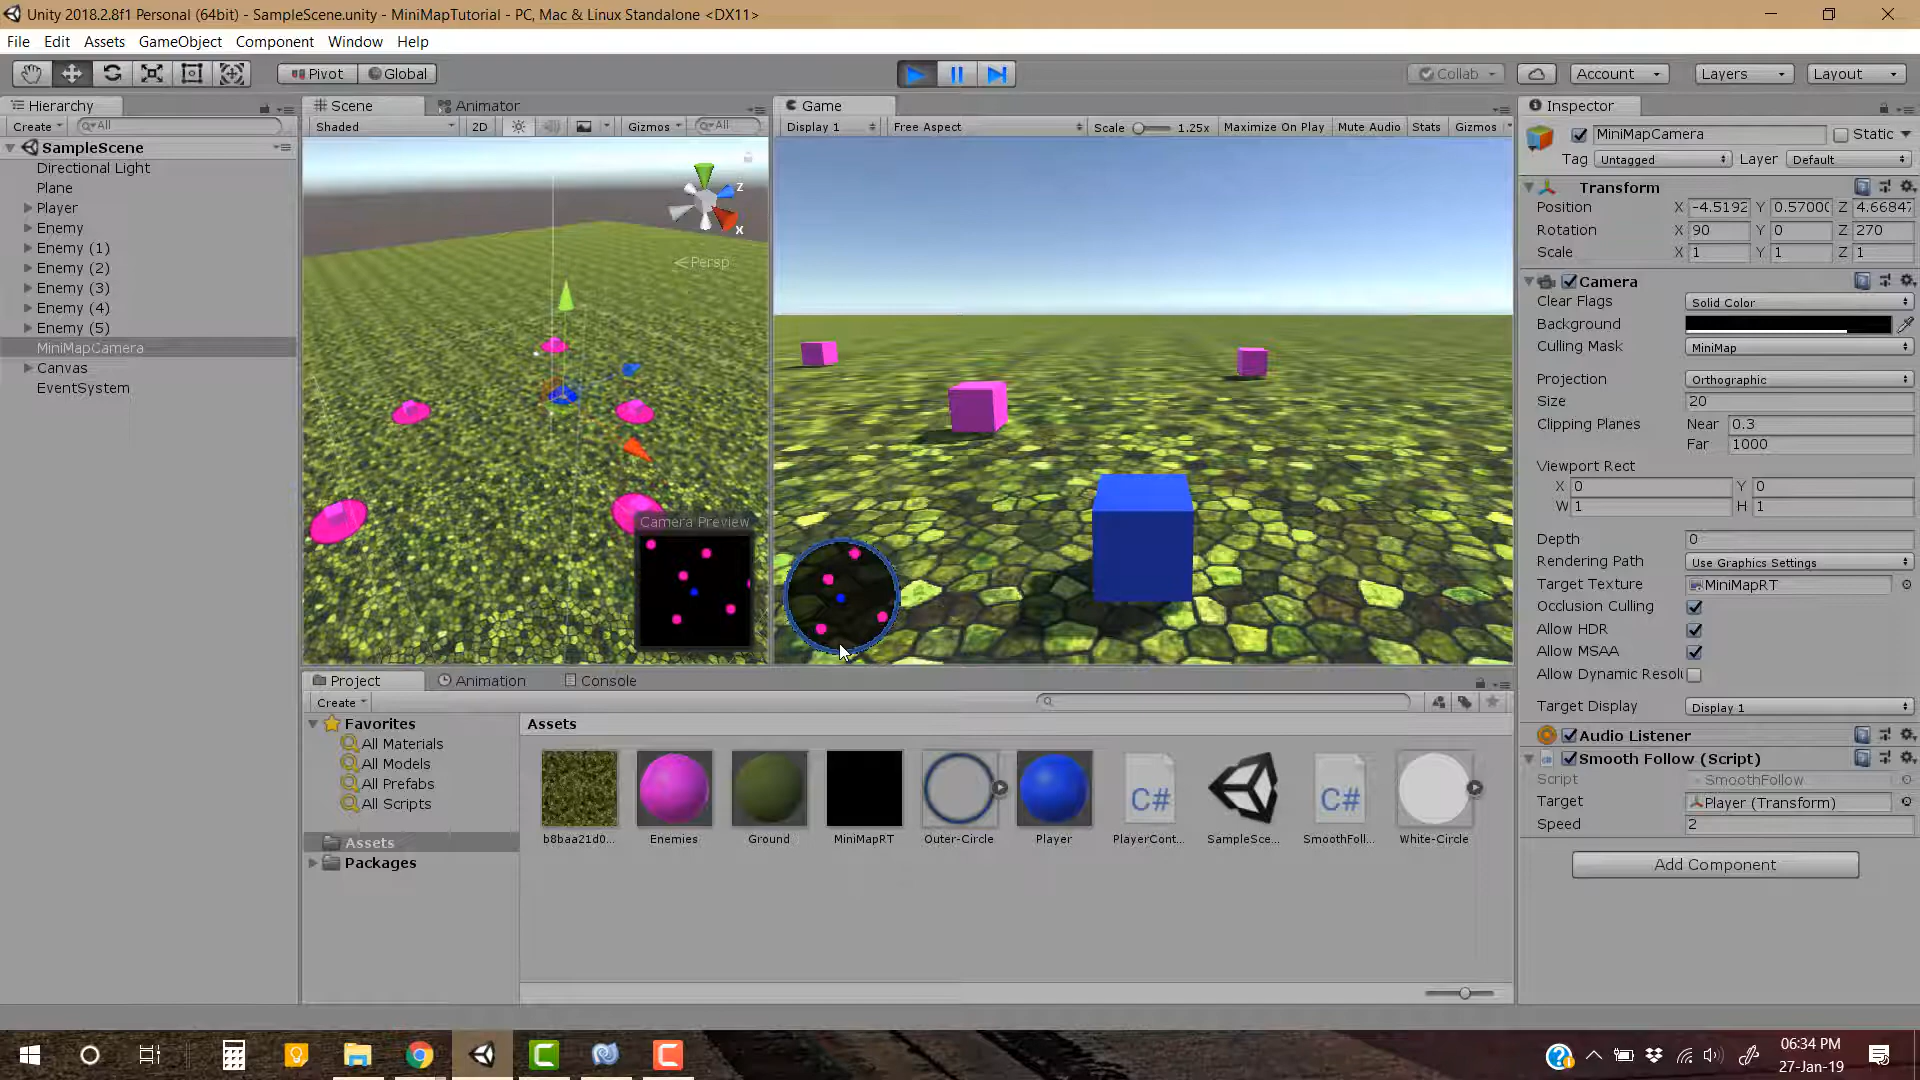 Unity 2018.2.8f1 Personal (64bit) - SampleScene.unity - MiniMapTutorial - PC, Mac & Linux Standalone <DX11>
File Edit Assets GameObject Component Window Help
Pivot Global Collab Account Layers Layout
Hierarchy
Create All
SampleScene
Directional Light
Plane
Player
Enemy
Enemy (1)
Enemy (2)
Enemy (3)
Enemy (4)
Enemy (5)
MiniMapCamera
Canvas
EventSystem
Scene Animator
Shaded 2D Gizmos All
z
x
Persp
Camera Preview
Game
Display 1 Free Aspect Scale 1.25x Maximize On Play Mute Audio Stats Gizmos
Project Animation Console
Create
Favorites
All Materials
All Models
All Prefabs
All Scripts
Assets
Packages
Assets
b8baa21d0... Enemies Ground MiniMapRT Outer-Circle Player PlayerCont... SampleSce... SmoothFoll... White-Circle
C# C#
Inspector
MiniMapCamera Static
Tag Untagged Layer Default
Transform
Position X -4.5192 Y 0.5700( Z 4.66847
Rotation X 90 Y 0 Z 270
Scale X 1 Y 1 Z 1
Camera
Clear Flags Solid Color
Background
Culling Mask MiniMap
Projection Orthographic
Size 20
Clipping Planes Near 0.3
Far 1000
Viewport Rect
X 0 Y 0
W 1 H 1
Depth 0
Rendering Path Use Graphics Settings
Target Texture MiniMapRT
Occlusion Culling
Allow HDR
Allow MSAA
Allow Dynamic Resolu
Target Display Display 1
Audio Listener
Smooth Follow (Script)
Script SmoothFollow
Target Player (Transform)
Speed 2
Add Component
06:34 PM
27-Jan-19